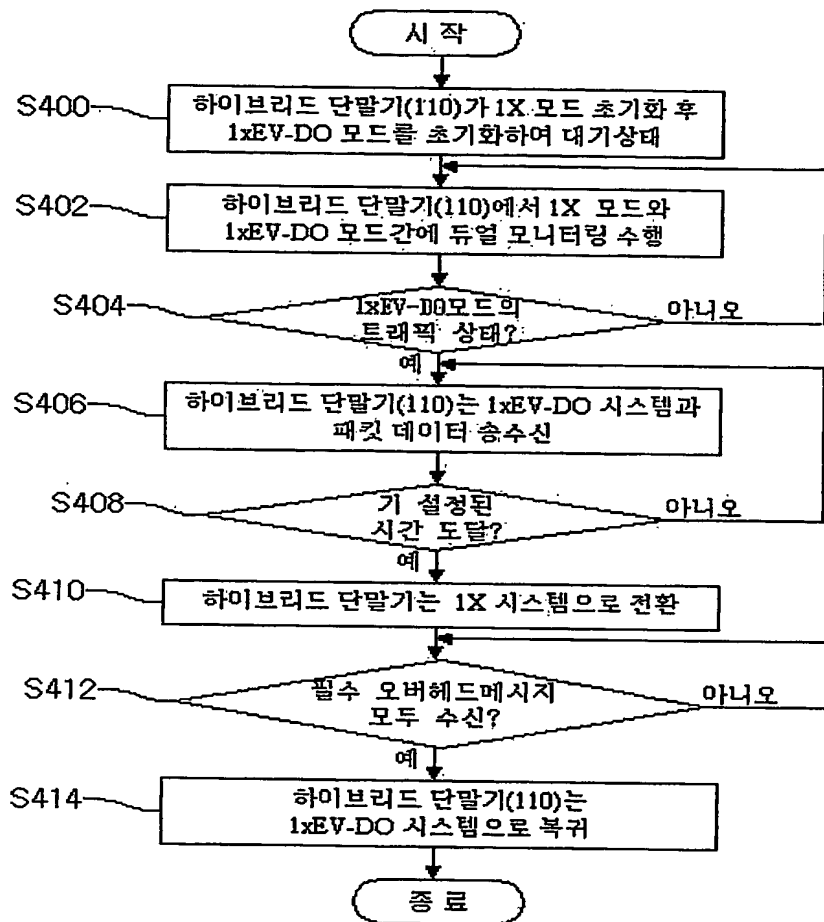 시 작
S400
하이브리드 단말기(110)가 1X 모드 초기화 후
1xEV-DO 모드를 초기화하며 대기상태
S402
하이브리드 단말기(110)에서 1X 모드와
1xEV-DO 모드간에 듀얼 모니터링 수행
S404
1xEV-DO모드의
트래픽 상태?
아니오
예
S406
하이브리드 단말기(110)는 1xEV-DO 시스템과
패킷 데이터 송수신
S408
기 설정된
시간 도달?
아니오
예
S410
하이브리드 단말기는 1X 시스템으로 전환
S412
필수 오버헤드메시지
모두 수신?
아니오
예
S414
하이브리드 단말기(110)는
1xEV-DO 시스템으로 복귀
종 료